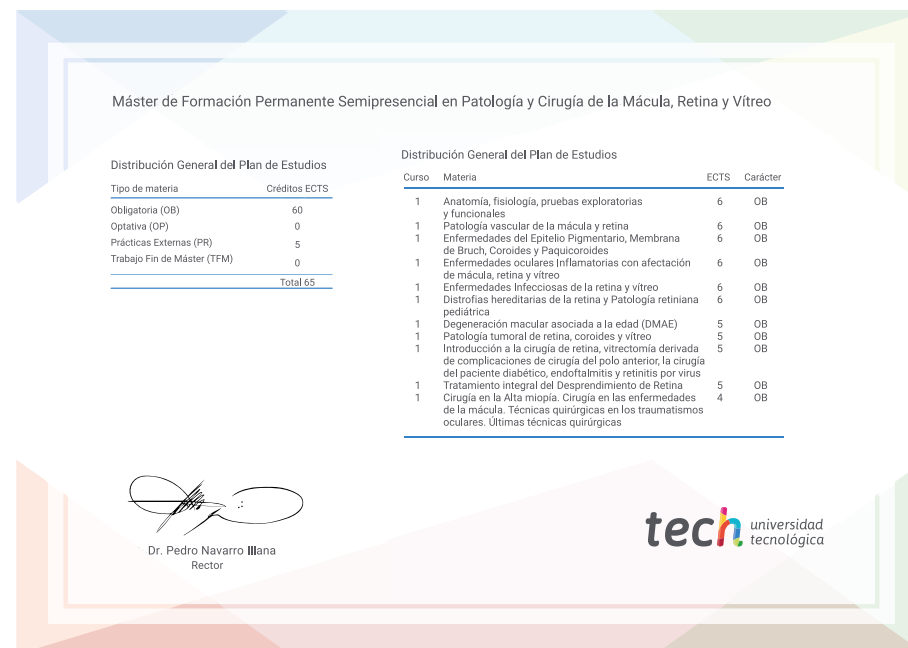 Máster de Formación Permanente Semipresencial en Patología y Cirugía de la Mácula, Retina y Vítreo
Distribución General del Plan de Estudios
Tipo de materia Créditos ECTS
Obligatoria (OB) 60
Optativa (OP) 0
Prácticas Externas (PR) 5
Trabajo Fin de Máster (TFM) 0
Total 65
Distribución General del Plan de Estudios
Curso Materia ECTS Carácter
1 Anatomía, fisiología, pruebas exploratorias 6 OB
y funcionales
1 Patología vascular de la mácula y retina 6 OB
1 Enfermedades del Epitelio Pigmentario, Membrana 6 OB
de Bruch, Coroides y Paquicoroides
1 Enfermedades oculares Inflamatorias con afectación 6 OB
de mácula, retina y vítreo
1 Enfermedades Infecciosas de la retina y vítreo 6 OB
1 Distrofias hereditarias de la retina y Patología retiniana 6 OB
pediátrica
1 Degeneración macular asociada a la edad (DMAE) 5 OB
1 Patología tumoral de retina, coroides y vítreo 5 OB
1 Introducción a la cirugía de retina, vitrectomía derivada 5 OB
de complicaciones de cirugía del polo anterior, la cirugía
del paciente diabético, endoftalmitis y retinitis por virus
1 Tratamiento integral del Desprendimiento de Retina 5 OB
1 Cirugía en la Alta miopía. Cirugía en las enfermedades 4 OB
de la mácula. Técnicas quirúrgicas en los traumatismos
oculares. Últimas técnicas quirúrgicas
Dr. Pedro Navarro Illana
Rector
tech universidad
tecnológica